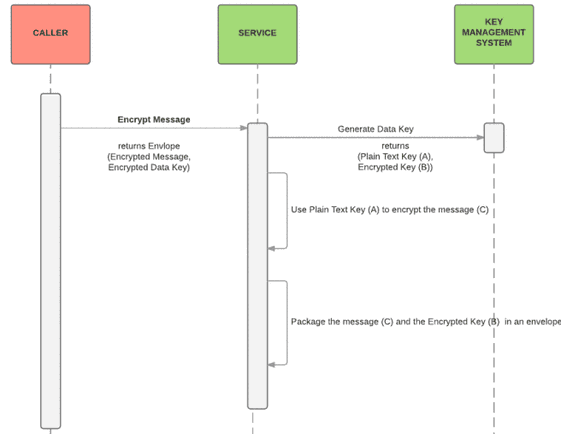 CALLER
SERVICE
KEY
MANAGEMENT
SYSTEM
Encrypt Message
returns Envlope
(Encrypted Message,
Encrypted Data Key)
Generate Data Key
returns
(Plain Text Key (A),
Encrypted Key (B))
Use Plain Text Key (A) to encrypt the message (C)
Package the message (C) and the Encrypted Key (B) in an envelope